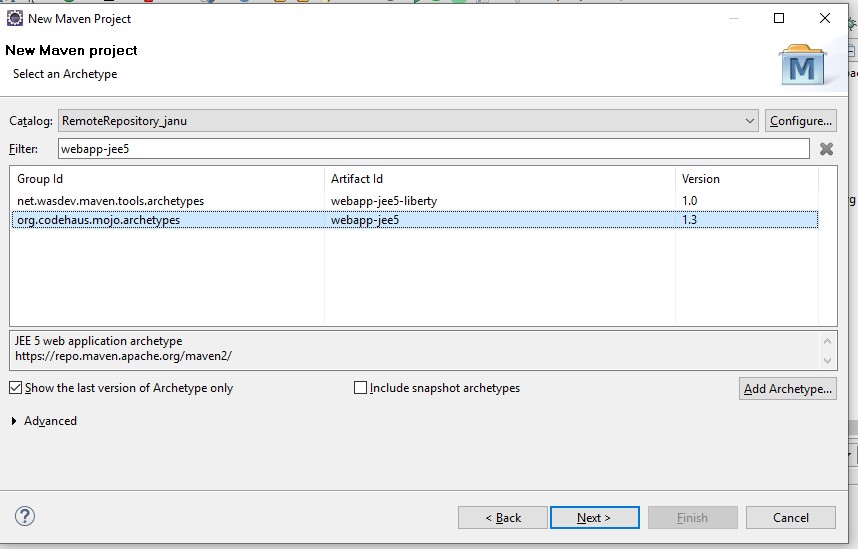 New Maven Project
New Maven project
Select an Archetype
M
Catalog: RemoteRepository_janu Configure...
Filter: webapp-jee5
Group Id Artifact Id Version
net.wasdev.maven.tools.archetypes webapp-jee5-liberty 1.0
org.codehaus.mojo.archetypes webapp-jee5 1.3
JEE 5 web application archetype
https://repo.maven.apache.org/maven2/
Show the last version of Archetype only Include snapshot archetypes Add Archetype...
Advanced
? < Back Next > Finish Cancel